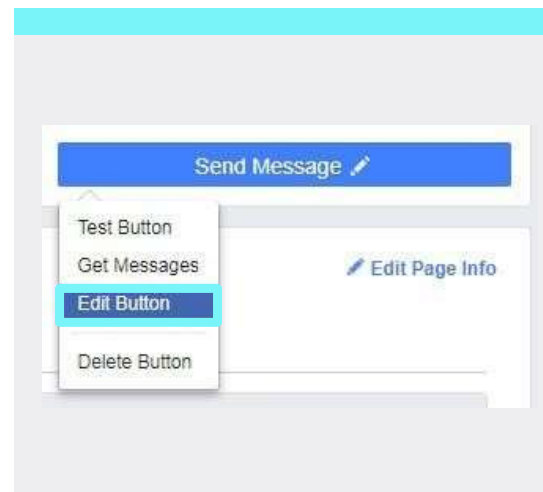 Send Message
Test Button
Get Messages
Edit Page Info
Edit Button
Delete Button